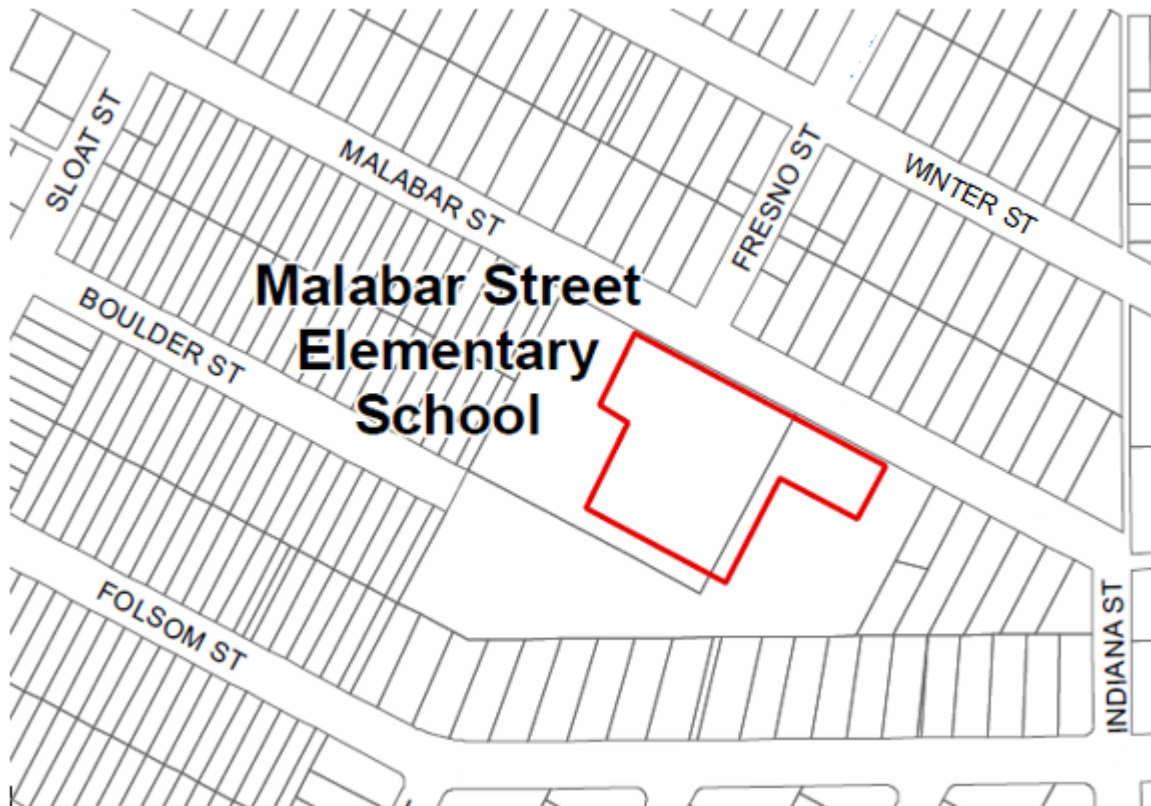 SLOAT ST
MALABAR ST
FRESNO ST
WINTER ST
Malabar Street
Elementary
School
BOULDER ST
FOLSOM ST
INDIANA ST